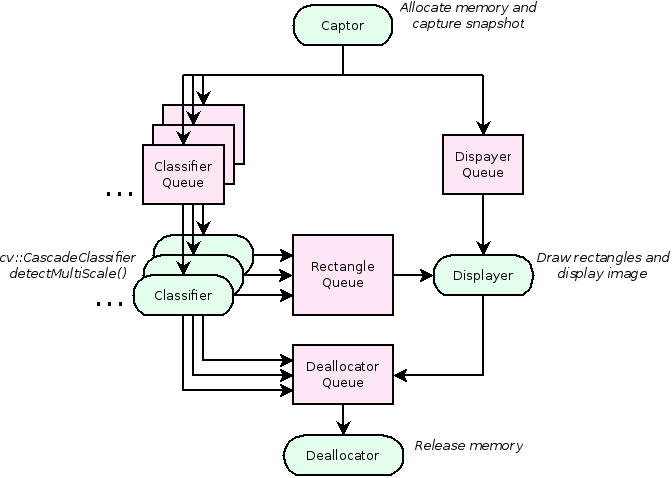 Captor
Allocate memory and
capture snapshot
Classifier
Queue
Dispayer
Queue
...
cv::CascadeClassifier
detectMultiScale()
Rectangle
Queue
Displayer
Draw rectangles and
display image
Classifier
...
Deallocator
Queue
Deallocator
Release memory